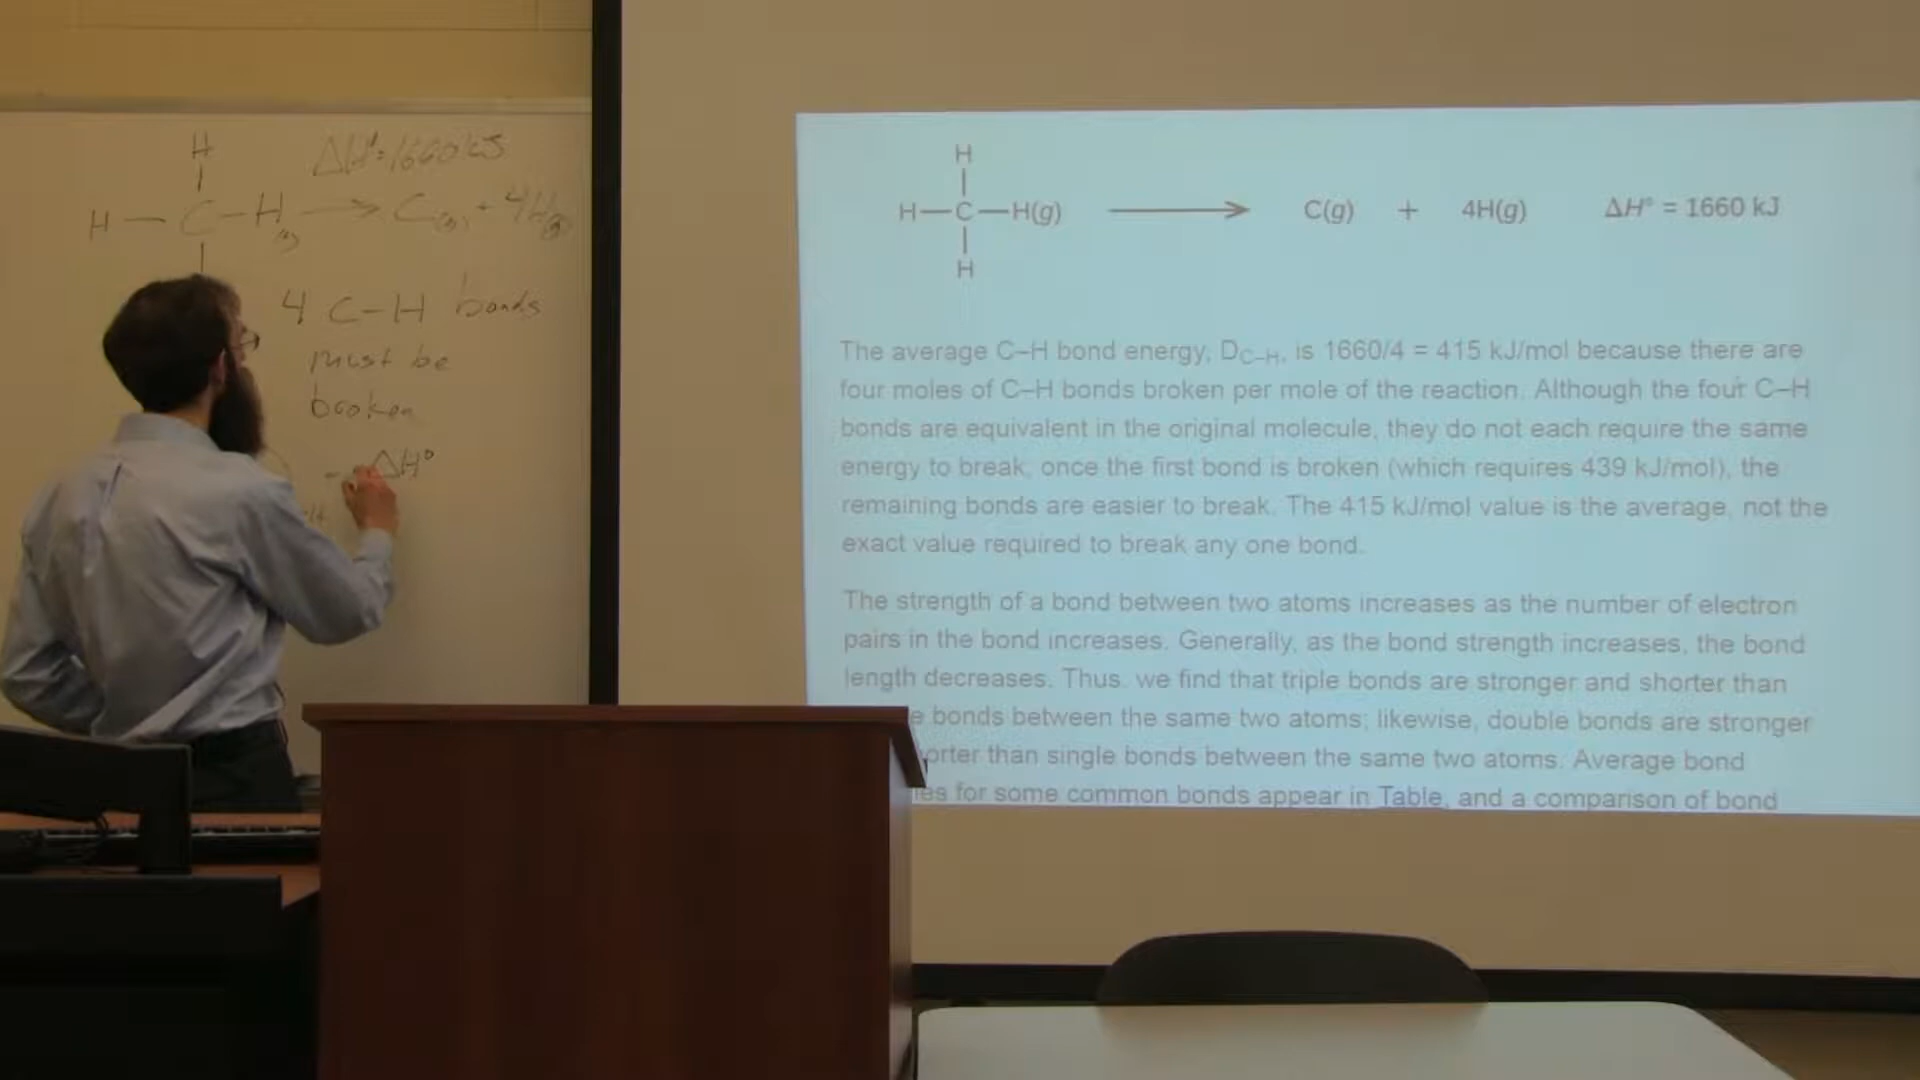 H
ΔH°=1660 kJ
H — C – H(g) → C(g) + 4H(g)
4 C–H bonds
must be
broken
= ΔH°
H
H—C—H(g) → C(g) + 4H(g) ΔH° = 1660 kJ
H
The average C–H bond energy, D_C–H, is 1660/4 = 415 kJ/mol because there are
four moles of C–H bonds broken per mole of the reaction. Although the four C–H
bonds are equivalent in the original molecule, they do not each require the same
energy to break; once the first bond is broken (which requires 439 kJ/mol), the
remaining bonds are easier to break. The 415 kJ/mol value is the average, not the
exact value required to break any one bond.
The strength of a bond between two atoms increases as the number of electron
pairs in the bond increases. Generally, as the bond strength increases, the bond
length decreases. Thus, we find that triple bonds are stronger and shorter than
bonds between the same two atoms; likewise, double bonds are stronger
than single bonds between the same two atoms. Average bond
for some common bonds appear in Table, and a comparison of bond